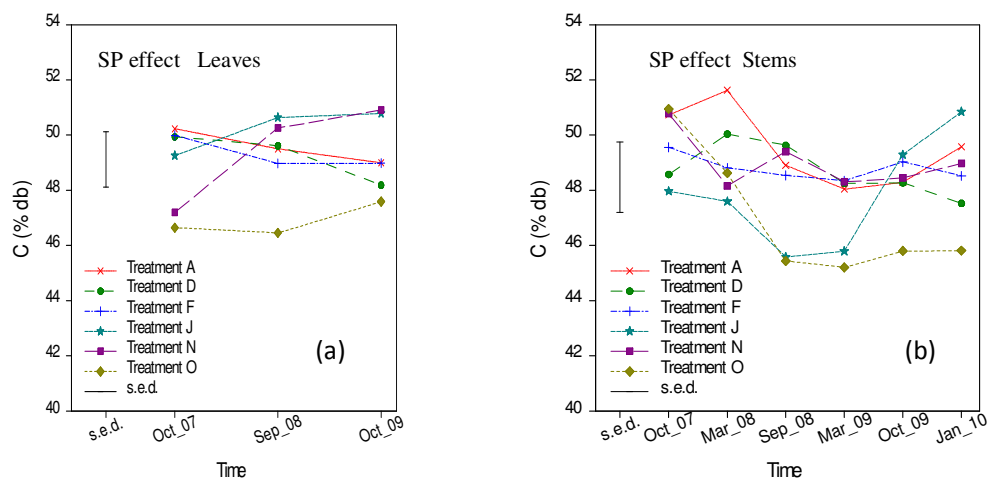 54
52
50
48
46
44
42
40
C (% db)
SP effect Leaves
Treatment A
Treatment D
Treatment F
Treatment J
Treatment N
Treatment O
s.e.d.
(a)
s.e.d.
Oct_07
Sep_08
Oct_09
Time
54
52
50
48
46
44
42
40
C (% db)
SP effect Stems
Treatment A
Treatment D
Treatment F
Treatment J
Treatment N
Treatment O
s.e.d.
(b)
s.e.d.
Oct_07
Mar_08
Sep_08
Mar_09
Oct_09
Jan_10
Time